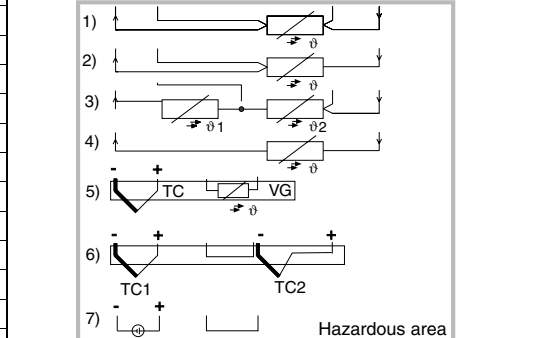 1)
ϑ
2)
ϑ
3)
ϑ1 ϑ2
4)
ϑ
- +
5) TC VG
ϑ
- + - +
6)
TC1 TC2
- +
7)
Hazardous area